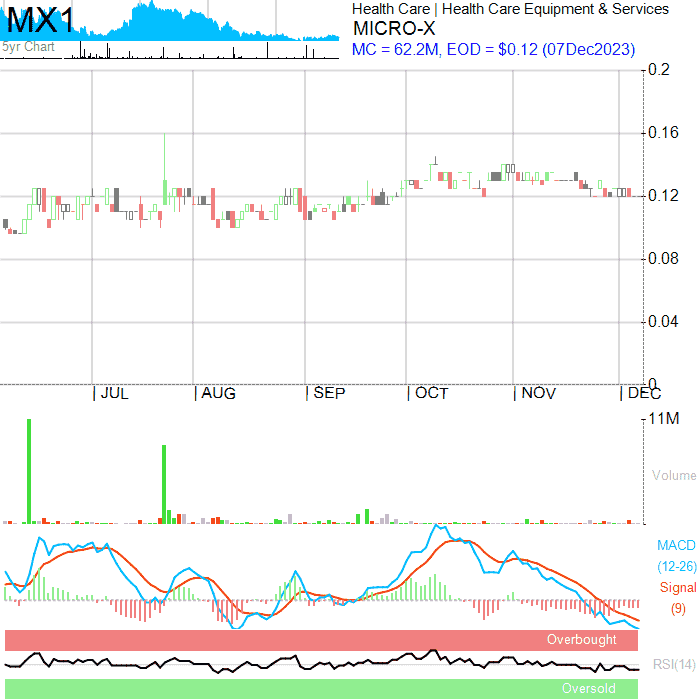 MX1
5yr Chart
Health Care | Health Care Equipment & Services
MICRO-X
MC = 62.2M, EOD = $0.12 (07Dec2023)
0.2
0.16
0.12
0.08
0.04
0
| JUL | AUG | SEP | OCT | NOV | DEC
11M
Volume
MACD
(12-26)
Signal
(9)
Overbought
RSI(14)
Oversold